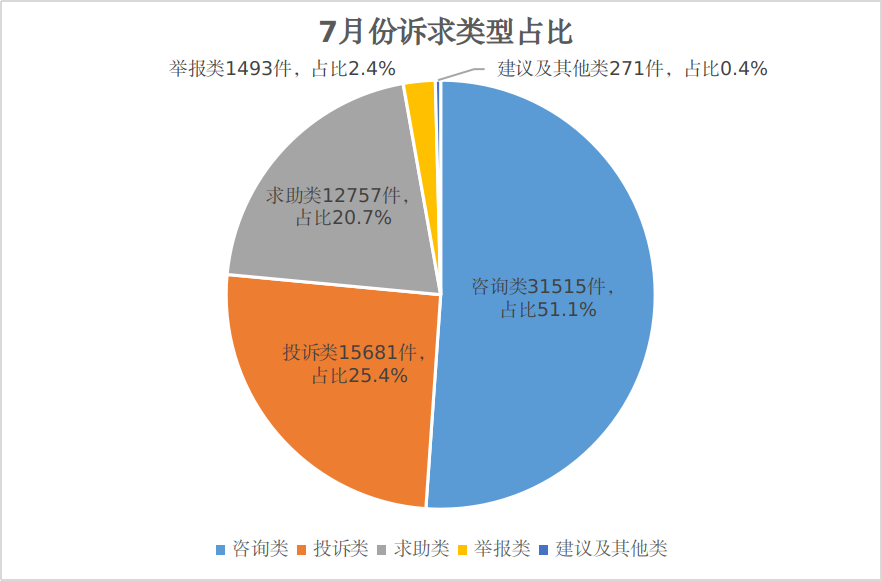 7月份诉求类型占比
举报类1493件，占比2.4%
建议及其他类271件，占比0.4%
求助类12757件，
占比20.7%
咨询类31515件，
占比51.1%
投诉类15681件，
占比25.4%
咨询类 投诉类 求助类 举报类 建议及其他类